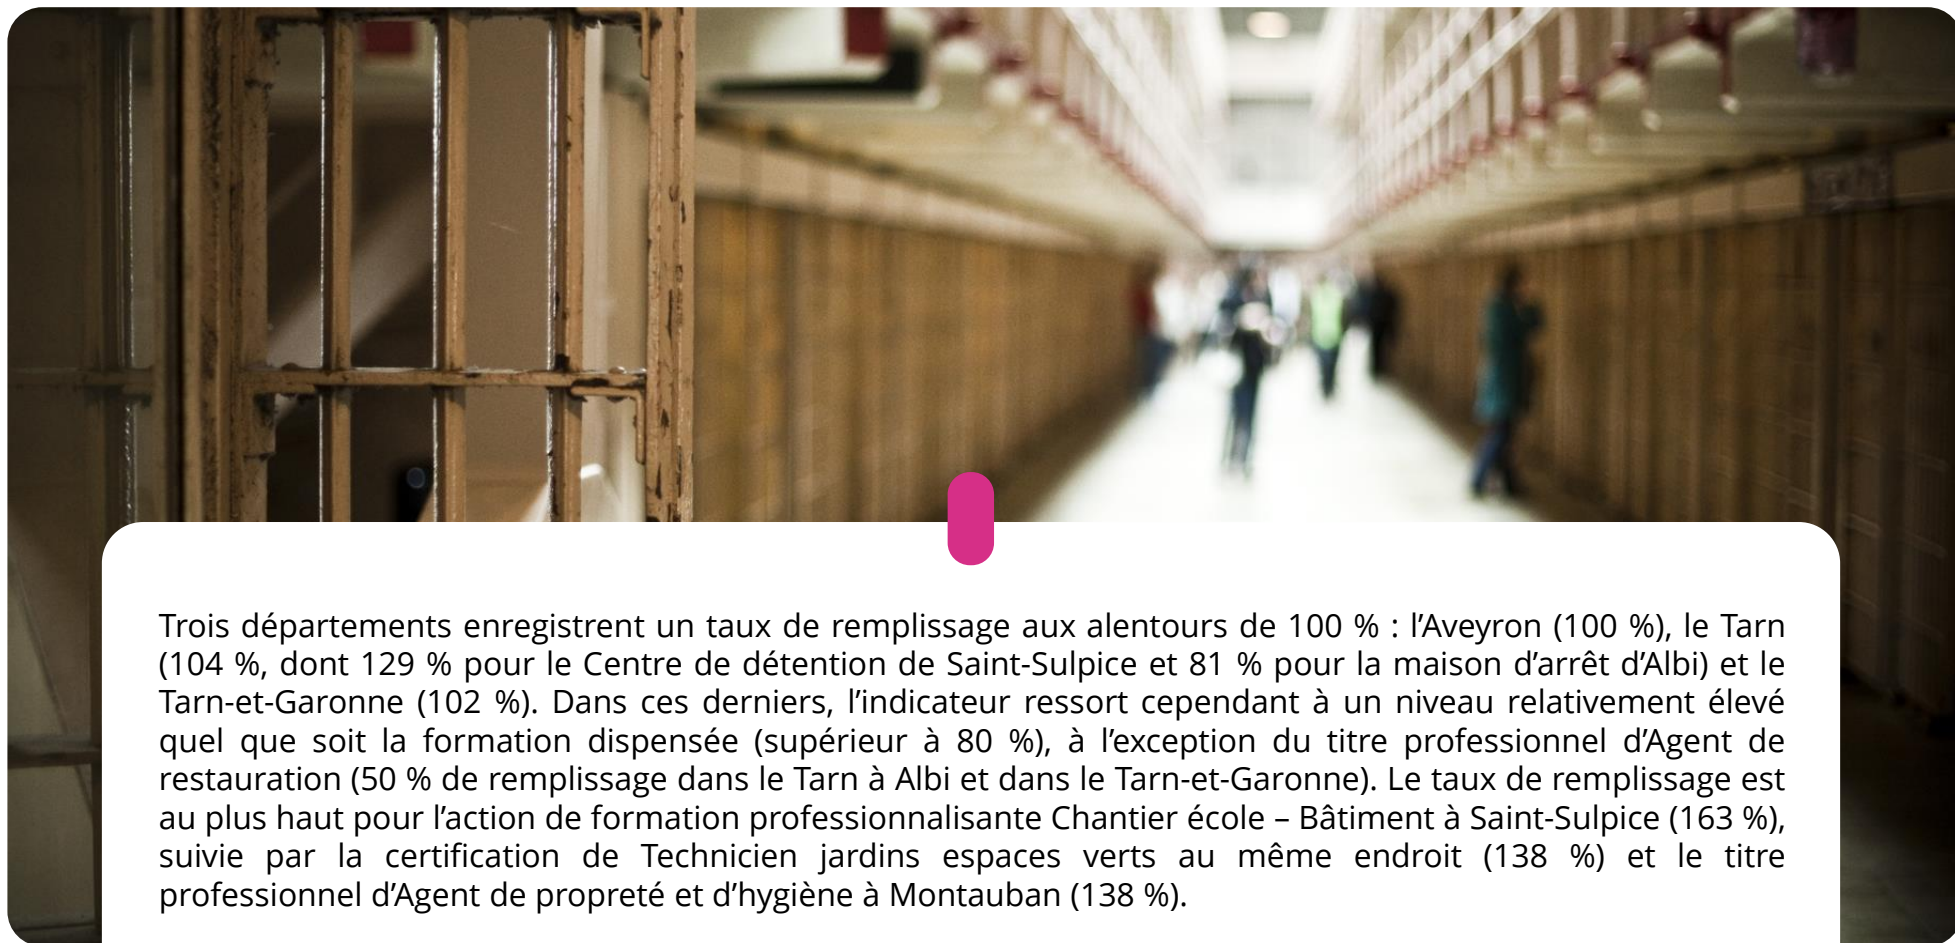 Trois départements enregistrent un taux de remplissage aux alentours de 100 % : l’Aveyron (100 %), le Tarn
(104 %, dont 129 % pour le Centre de détention de Saint-Sulpice et 81 % pour la maison d’arrêt d’Albi) et le
Tarn-et-Garonne (102 %). Dans ces derniers, l’indicateur ressort cependant à un niveau relativement élevé
quel que soit la formation dispensée (supérieur à 80 %), à l’exception du titre professionnel d’Agent de
restauration (50 % de remplissage dans le Tarn à Albi et dans le Tarn-et-Garonne). Le taux de remplissage est
au plus haut pour l’action de formation professionnalisante Chantier école – Bâtiment à Saint-Sulpice (163 %),
suivie par la certification de Technicien jardins espaces verts au même endroit (138 %) et le titre
professionnel d’Agent de propreté et d’hygiène à Montauban (138 %).